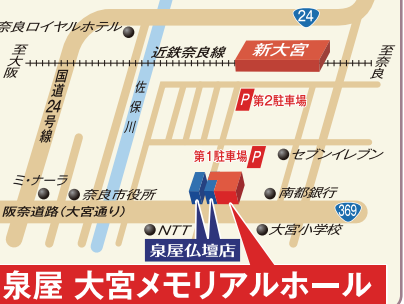 24
奈良ロイヤルホテル
至大阪
近鉄奈良線
新大宮
至奈良
国道24号線
佐保川
P 第2駐車場
第1駐車場 P
セブンイレブン
ミ・ナーラ
奈良市役所
南都銀行
阪奈道路(大宮通り)
369
NTT
大宮小学校
泉屋仏壇店
泉屋 大宮メモリアルホール